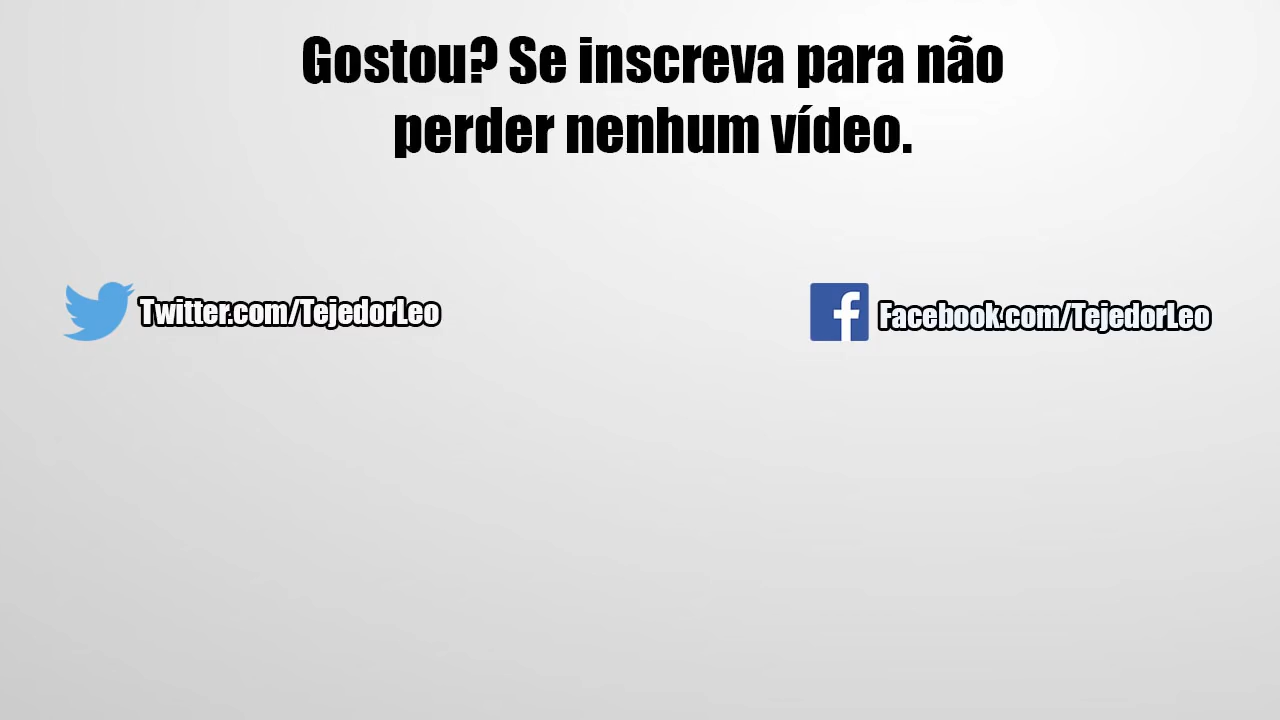 Gostou? Se inscreva para não
perder nenhum vídeo.
Twitter.com/TejedorLeo
Facebook.com/TejedorLeo